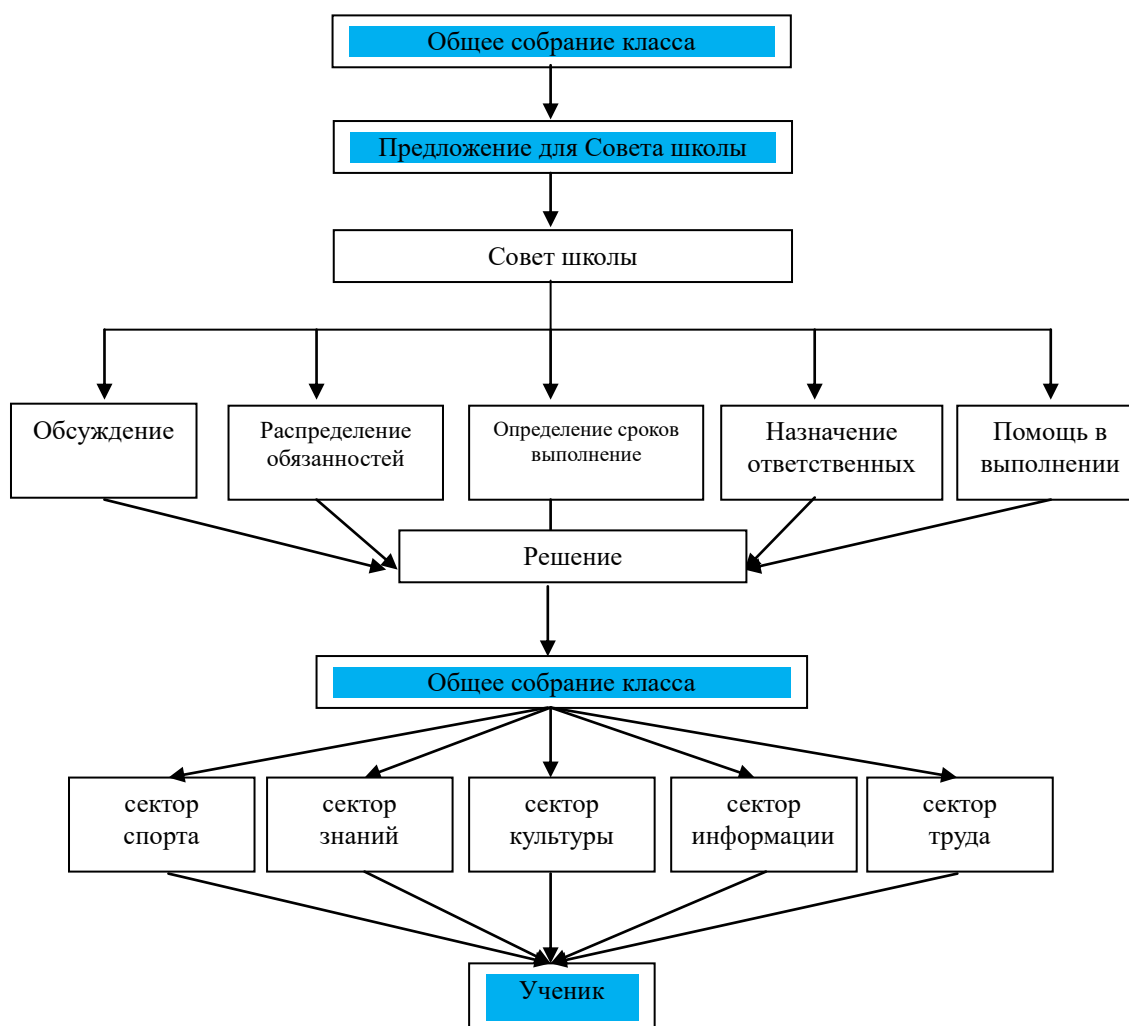 Общее собрание класса
Предложение для Совета школы
Совет школы
Обсуждение
Распределение
обязанностей
Определение сроков
выполнение
Назначение
ответственных
Помощь в
выполнении
Решение
Общее собрание класса
сектор
спорта
сектор
знаний
сектор
культуры
сектор
информации
сектор
труда
Ученик